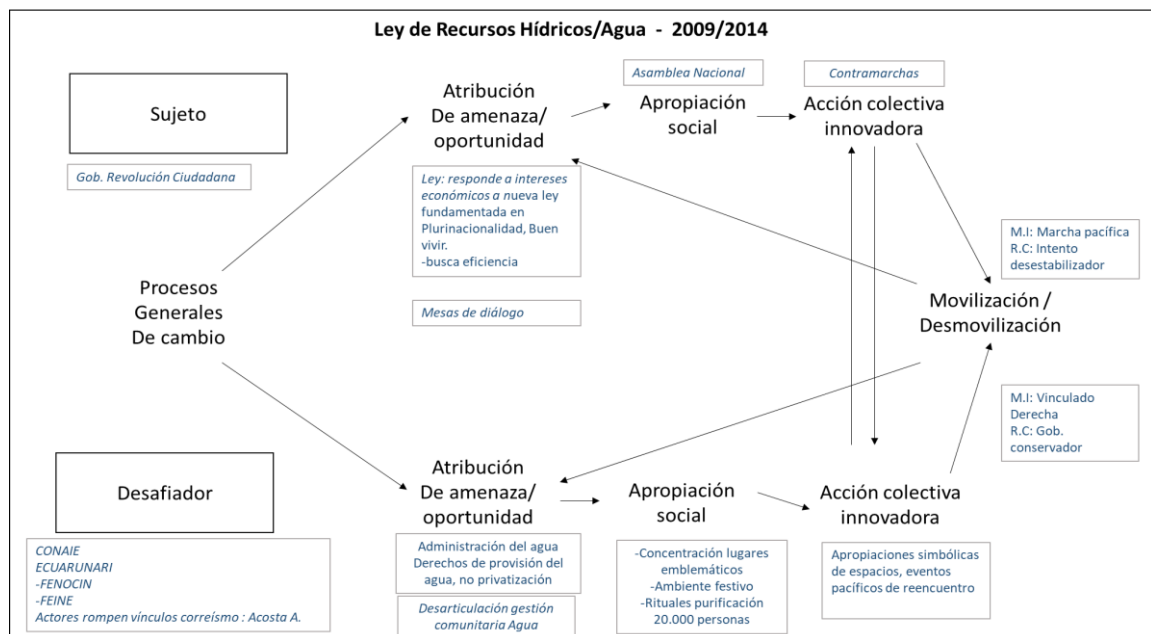 Ley de Recursos Hídricos/Agua - 2009/2014
Sujeto
Gob. Revolución Ciudadana
Atribución
De amenaza/
oportunidad
Ley: responde a intereses
económicos a nueva ley
fundamentada en
Plurinacionalidad, Buen
vivir.
-busca eficiencia
Mesas de diálogo
Asamblea Nacional
Apropiación
social
Contramarchas
Acción colectiva
innovadora
Procesos
Generales
De cambio
M.I: Marcha pacífica
R.C: Intento
desestabilizador
Movilización /
Desmovilización
M.I: Vinculado
Derecha
R.C: Gob.
conservador
Desafiador
CONAIE
ECUARUNARI
-FENOCIN
-FEINE
Actores rompen vínculos correísmo : Acosta A.
Atribución
De amenaza/
oportunidad
Administración del agua
Derechos de provisión del
agua, no privatización
Desarticulación gestión
comunitaria Agua
Apropiación
social
-Concentración lugares
emblemáticos
-Ambiente festivo
-Rituales purificación
20.000 personas
Acción colectiva
innovadora
Apropiaciones simbólicas
de espacios, eventos
pacíficos de reencuentro